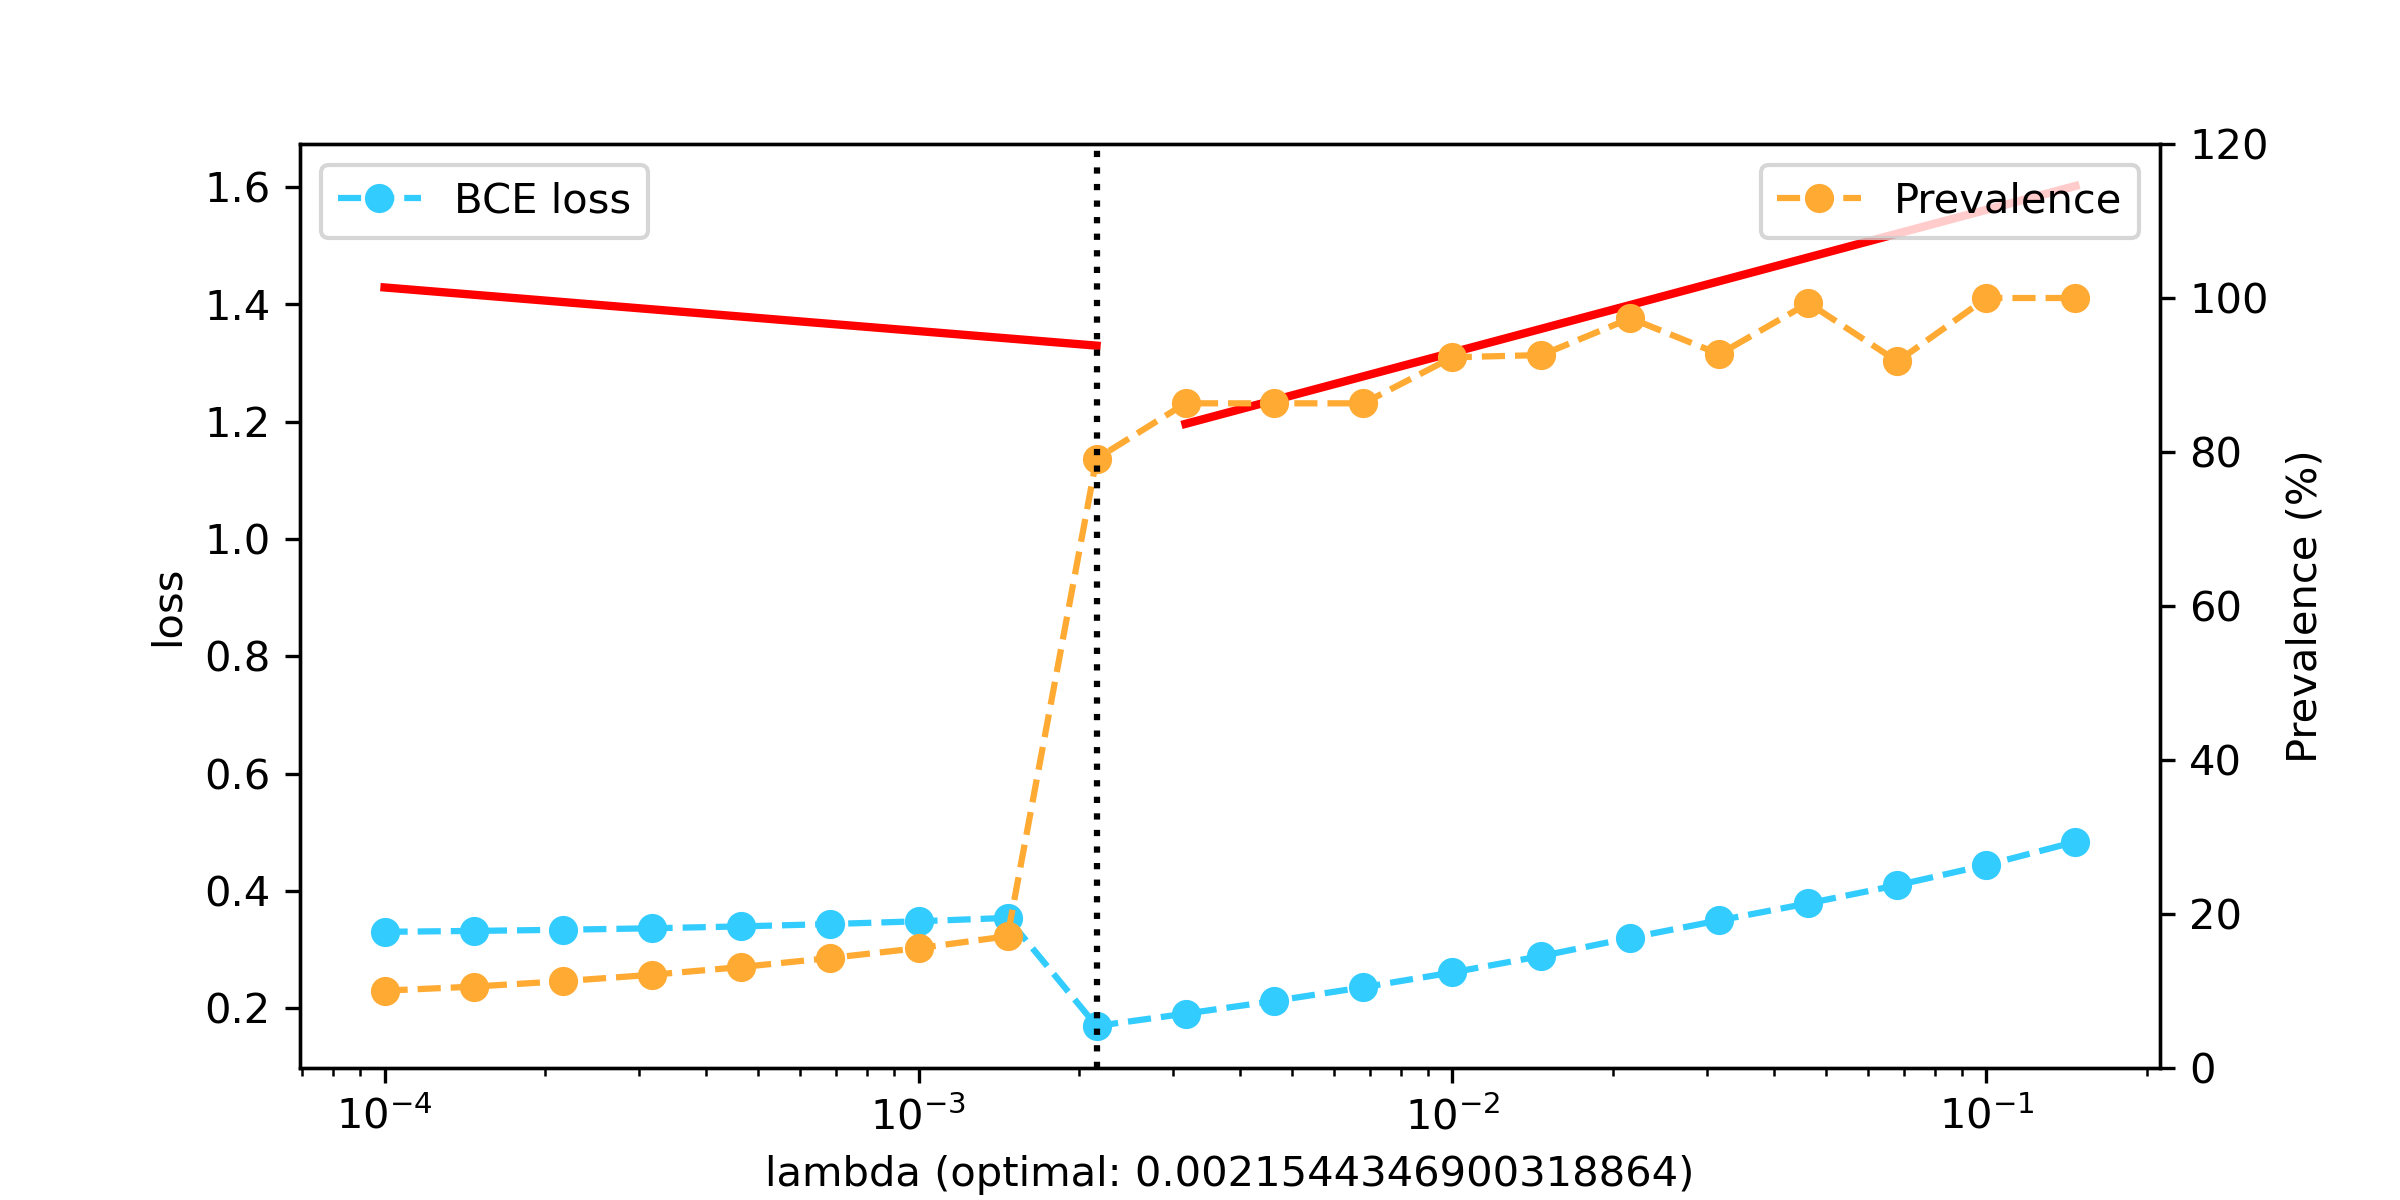 BCE loss
Prevalence
1.6
1.4
1.2
1.0
0.8
0.6
0.4
0.2
loss
120
100
80
60
40
20
0
Prevalence (%)
10⁻⁴ 10⁻³ 10⁻² 10⁻¹
lambda (optimal: 0.0021544346900318864)